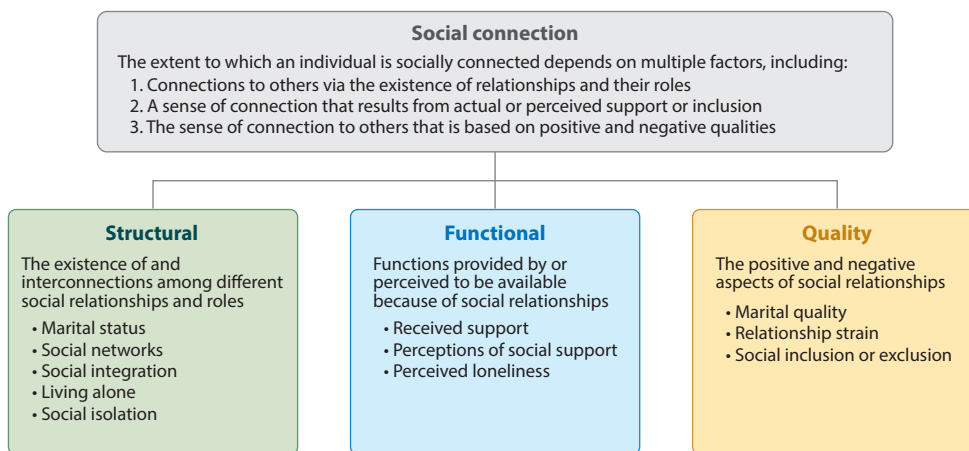 Social connection
The extent to which an individual is socially connected depends on multiple factors, including:
1. Connections to others via the existence of relationships and their roles
2. A sense of connection that results from actual or perceived support or inclusion
3. The sense of connection to others that is based on positive and negative qualities
Structural
The existence of and
interconnections among different
social relationships and roles
• Marital status
• Social networks
• Social integration
• Living alone
• Social isolation
Functional
Functions provided by or
perceived to be available
because of social relationships
• Received support
• Perceptions of social support
• Perceived loneliness
Quality
The positive and negative
aspects of social relationships
• Marital quality
• Relationship strain
• Social inclusion or exclusion